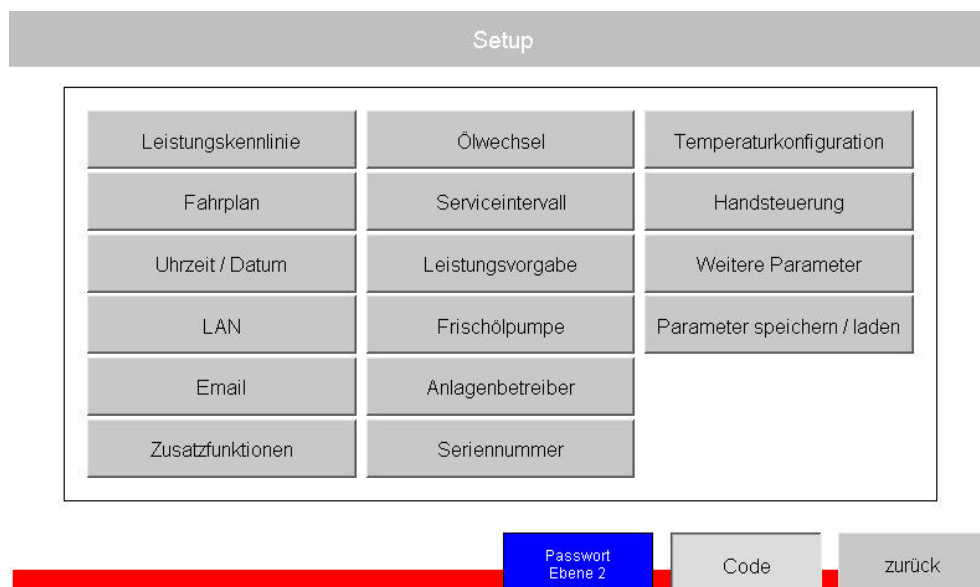 Setup
Leistungskennlinie
Ölwechsel
Temperaturkonfiguration
Fahrplan
Serviceintervall
Handsteuerung
Uhrzeit / Datum
Leistungsvorgabe
Weitere Parameter
LAN
Frischölpumpe
Parameter speichern / laden
Email
Anlagenbetreiber
Zusatzfunktionen
Seriennummer
Passwort
Ebene 2
Code
zurück